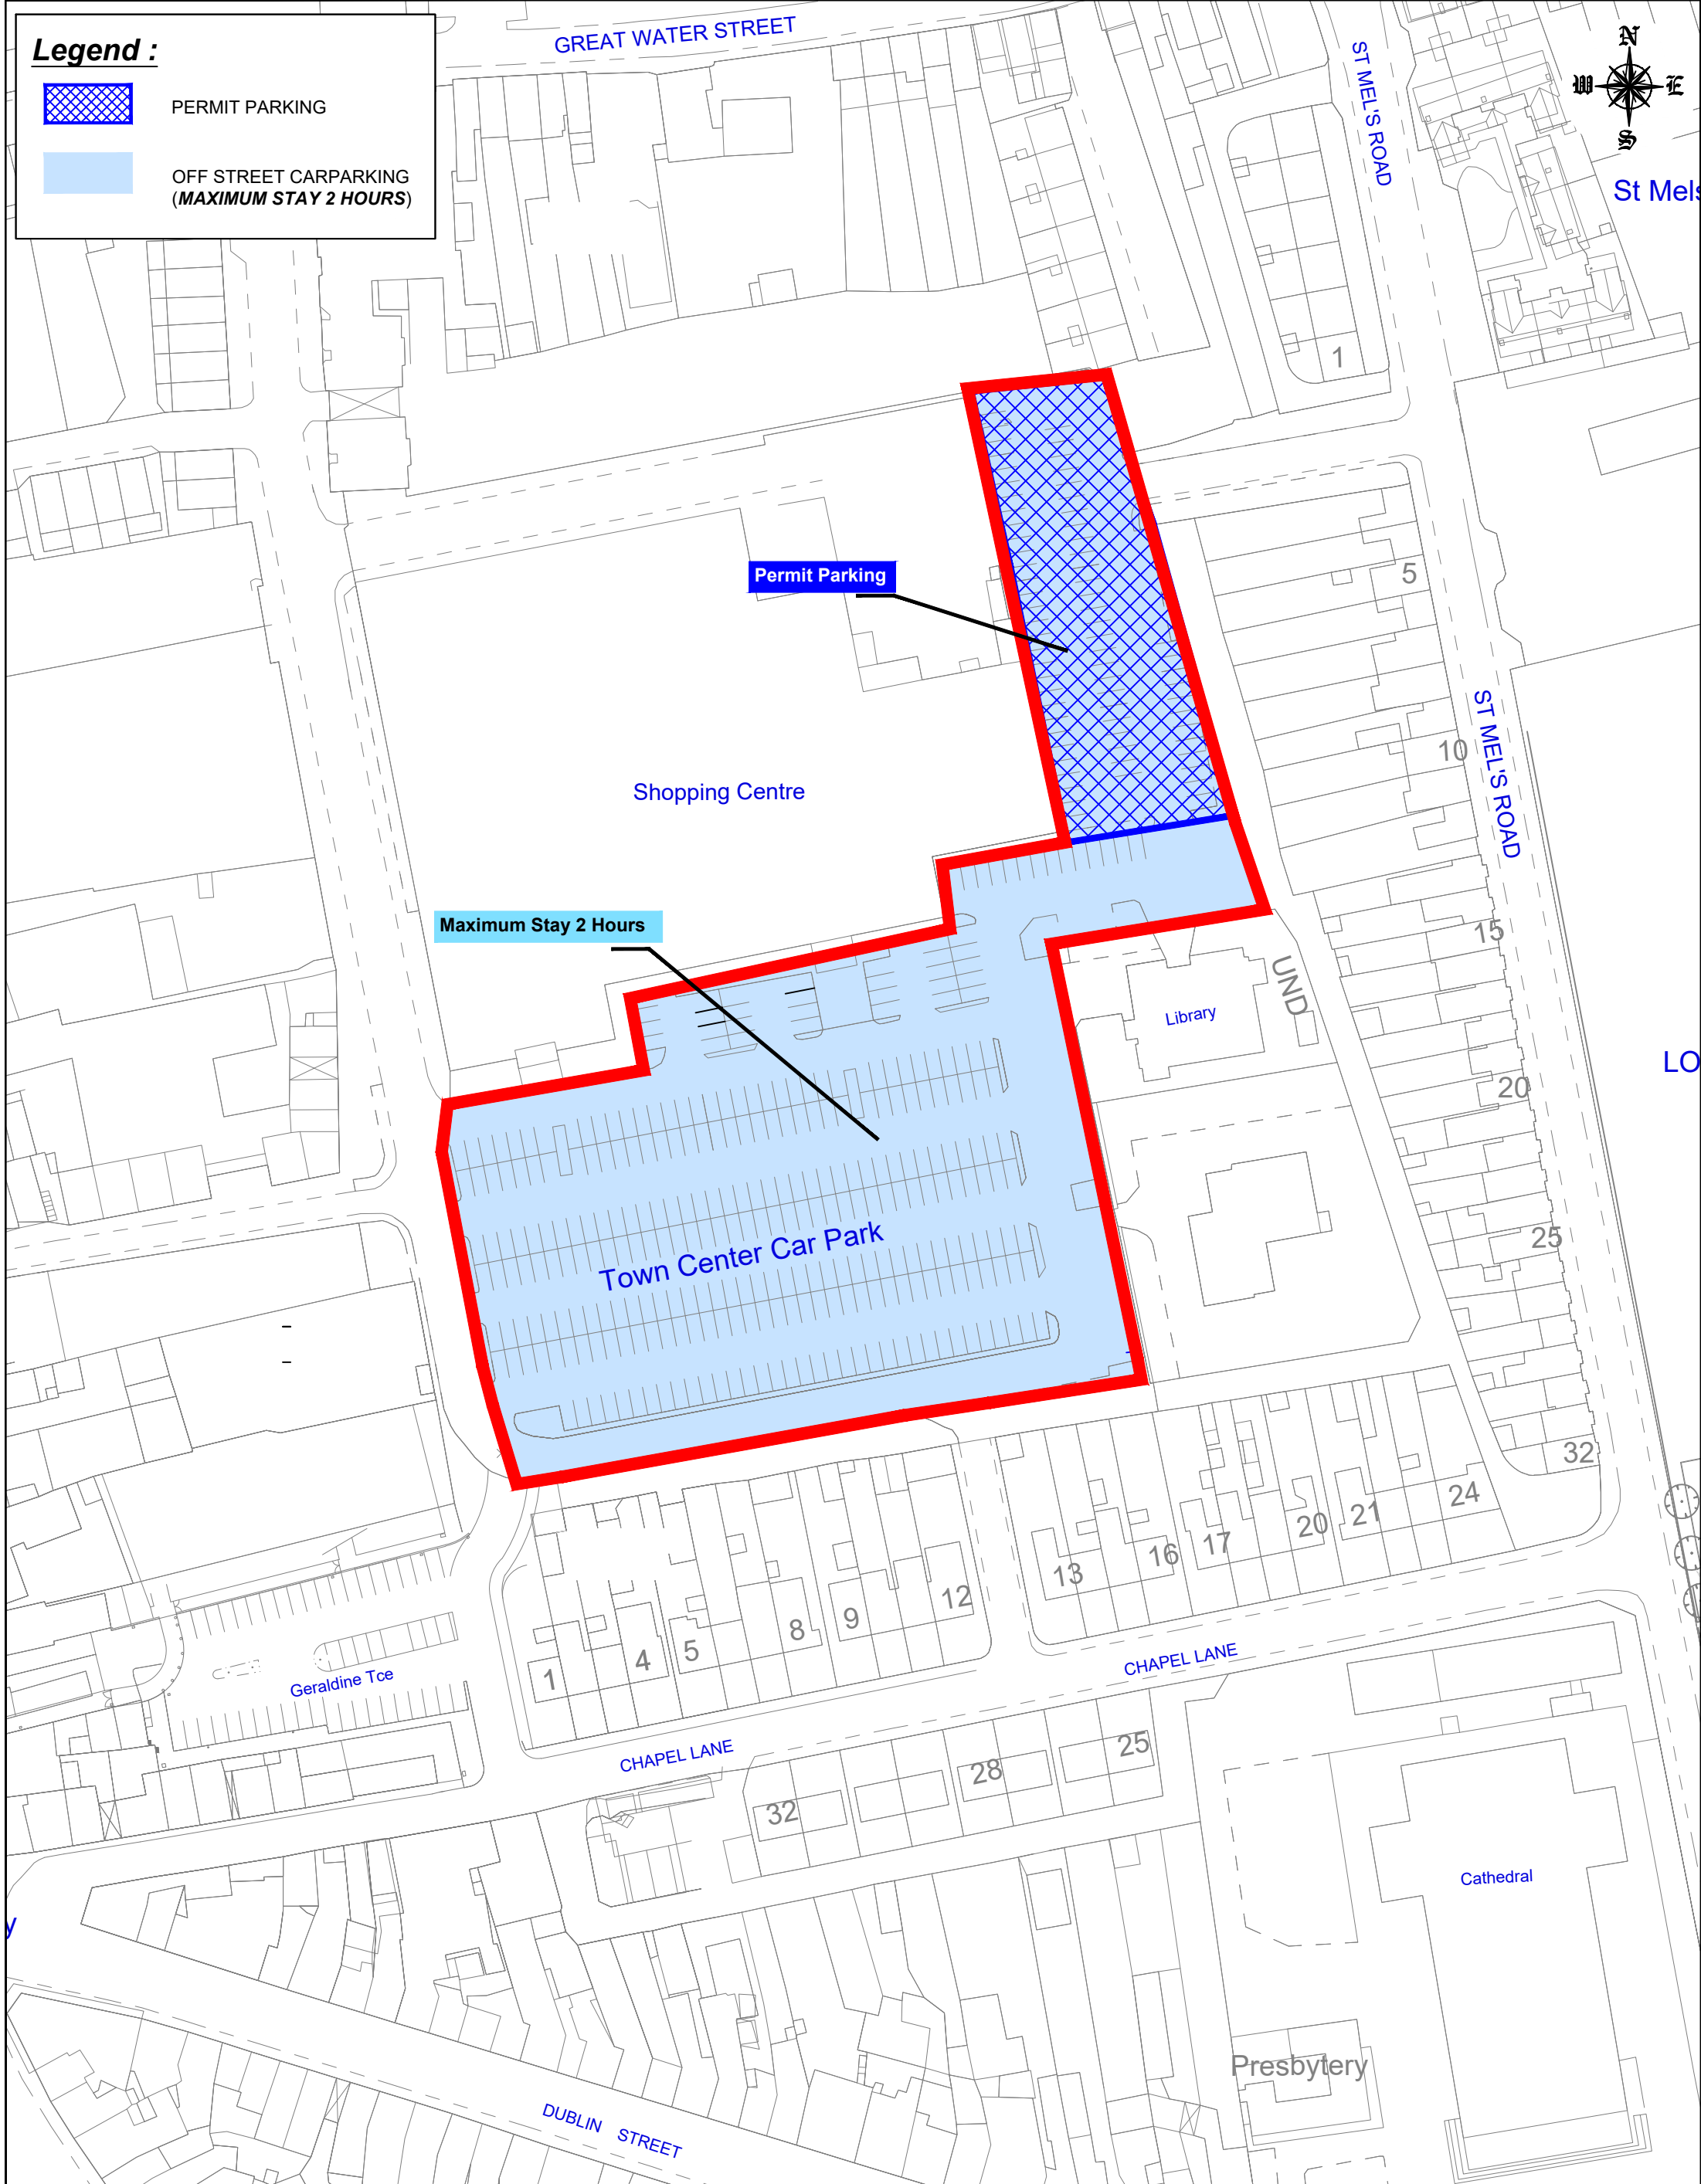 Legend :
PERMIT PARKING
OFF STREET CARPARKING
(MAXIMUM STAY 2 HOURS)
GREAT WATER STREET
ST MEL'S ROAD
N
W E
S
St Mels
1
Permit Parking
5
ST MEL'S ROAD
10
Shopping Centre
Maximum Stay 2 Hours
15
UND
Library
LO
20
Town Center Car Park
25
32
24
21
20
17
16
13
12
9
8
5
4
1
Geraldine Tce
CHAPEL LANE
CHAPEL LANE
25
28
32
Cathedral
y
Presbytery
DUBLIN STREET